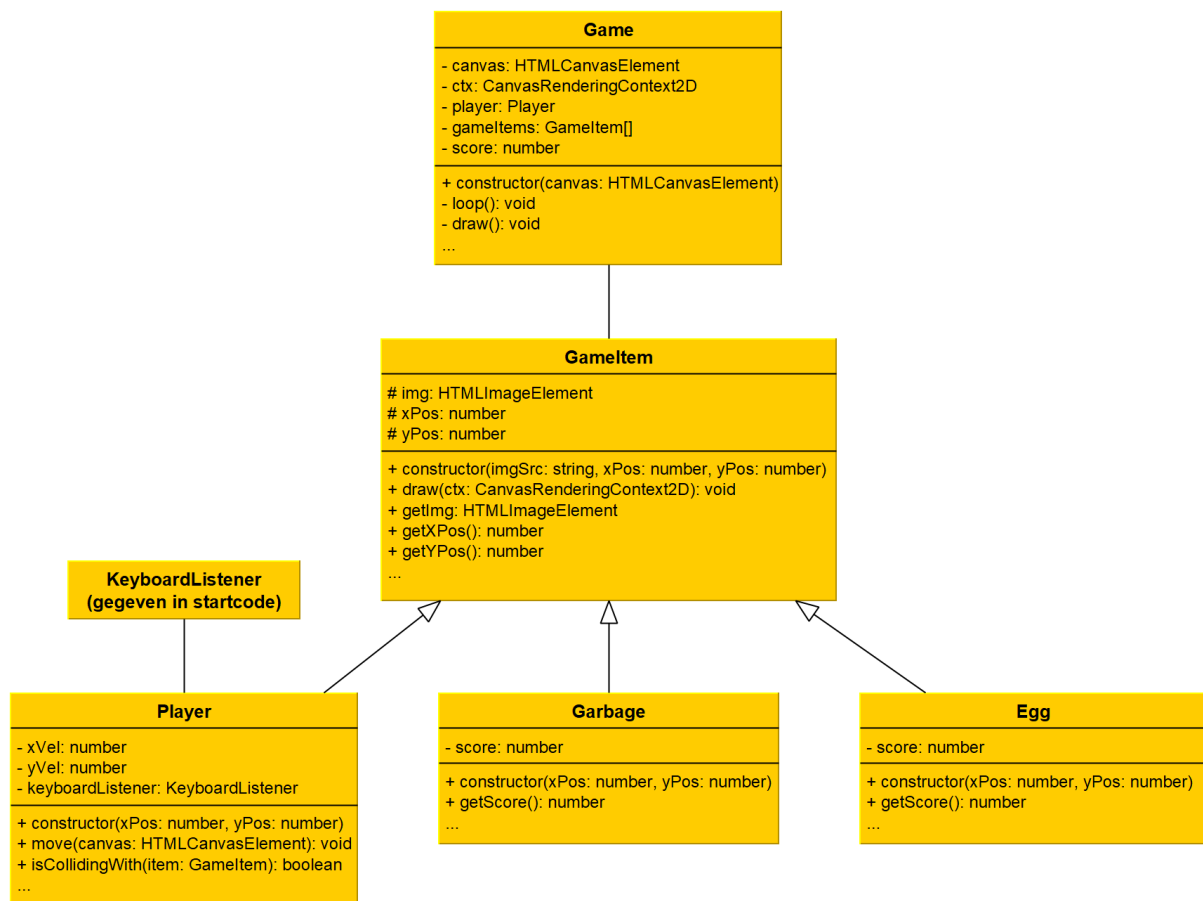 Game
- canvas: HTMLCanvasElement
- ctx: CanvasRenderingContext2D
- player: Player
- gameItems: GameItem[]
- score: number
+ constructor(canvas: HTMLCanvasElement)
- loop(): void
- draw(): void
...
GameItem
# img: HTMLImageElement
# xPos: number
# yPos: number
+ constructor(imgSrc: string, xPos: number, yPos: number)
+ draw(ctx: CanvasRenderingContext2D): void
+ getImg: HTMLImageElement
+ getXPos(): number
+ getYPos(): number
...
KeyboardListener
(gegeven in startcode)
Player
- xVel: number
- yVel: number
- keyboardListener: KeyboardListener
+ constructor(xPos: number, yPos: number)
+ move(canvas: HTMLCanvasElement): void
+ isCollidingWith(item: GameItem): boolean
...
Garbage
- score: number
+ constructor(xPos: number, yPos: number)
+ getScore(): number
...
Egg
- score: number
+ constructor(xPos: number, yPos: number)
+ getScore(): number
...